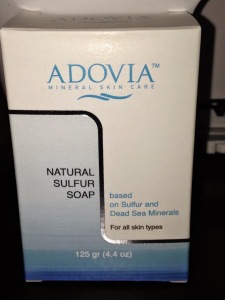 ADOVIA™
MINERAL SKIN CARE
NATURAL
SULFUR
SOAP
based
on Sulfur and
Dead Sea Minerals
For all skin types
125 gr (4.4 oz)